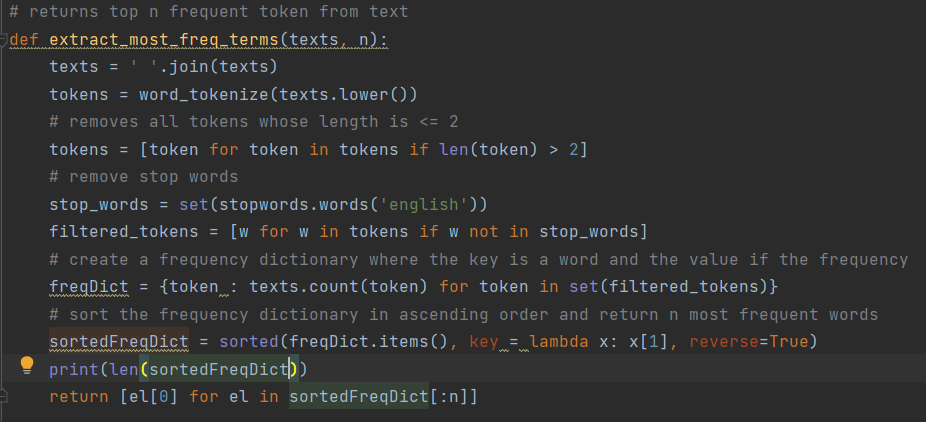 # returns top n frequent token from text
def extract_most_freq_terms(texts, n):
    texts = ' '.join(texts)
    tokens = word_tokenize(texts.lower())
    # removes all tokens whose length is <= 2
    tokens = [token for token in tokens if len(token) > 2]
    # remove stop words
    stop_words = set(stopwords.words('english'))
    filtered_tokens = [w for w in tokens if w not in stop_words]
    # create a frequency dictionary where the key is a word and the value if the frequency
    freqDict = {token : texts.count(token) for token in set(filtered_tokens)}
    # sort the frequency dictionary in ascending order and return n most frequent words
    sortedFreqDict = sorted(freqDict.items(), key = lambda x: x[1], reverse=True)
    print(len(sortedFreqDict))
    return [el[0] for el in sortedFreqDict[:n]]